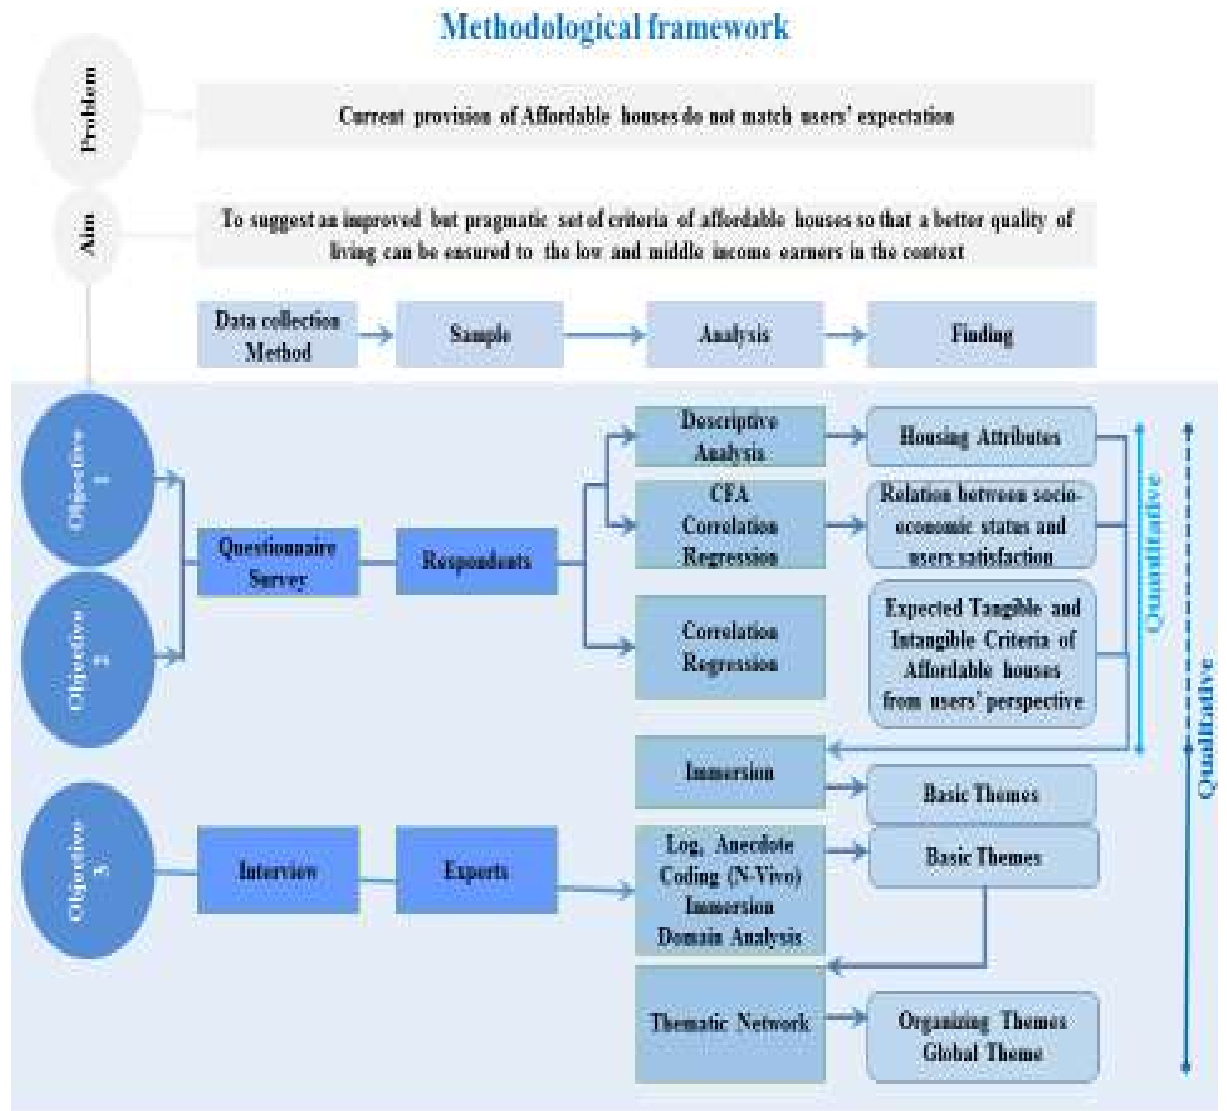 Methodological framework
Problem
Current provision of Affordable houses do not match users' expectation
Aim
To suggest an improved but pragmatic set of criteria of affordable houses so that a better quality of
living can be ensured to the low and middle income earners in the context
Data collection
Method
Sample
Analysis
Finding
Objective
1
Objective
2
Questionnaire
Survey
Respondents
Descriptive
Analysis
Housing Attributes
CFA
Correlation
Regression
Relation between socio-
economic status and
users satisfaction
Correlation
Regression
Expected Tangible and
Intangible Criteria of
Affordable houses
from users' perspective
Quantitative
Qualitative
Immersion
Basic Themes
Objective
3
Interview
Experts
Log, Anecdote
Coding (N-Vivo)
Immersion
Domain Analysis
Basic Themes
Thematic Network
Organizing Themes
Global Theme